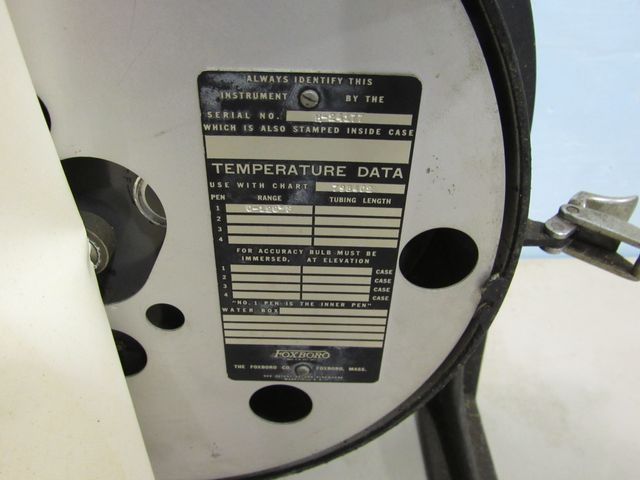 ALWAYS IDENTIFY THIS
INSTRUMENT BY THE
SERIAL NO.
WHICH IS ALSO STAMPED INSIDE CASE
TEMPERATURE DATA
USE WITH CHART
PEN RANGE TUBING LENGTH
1
2
3
4
FOR ACCURACY BULB MUST BE
IMMERSED, AT ELEVATION
1 CASE
2 CASE
3 CASE
4 CASE
"NO. 1 PEN IS THE INNER PEN"
WATER BOX
FOXBORO
THE FOXBORO CO. FOXBORO, MASS.